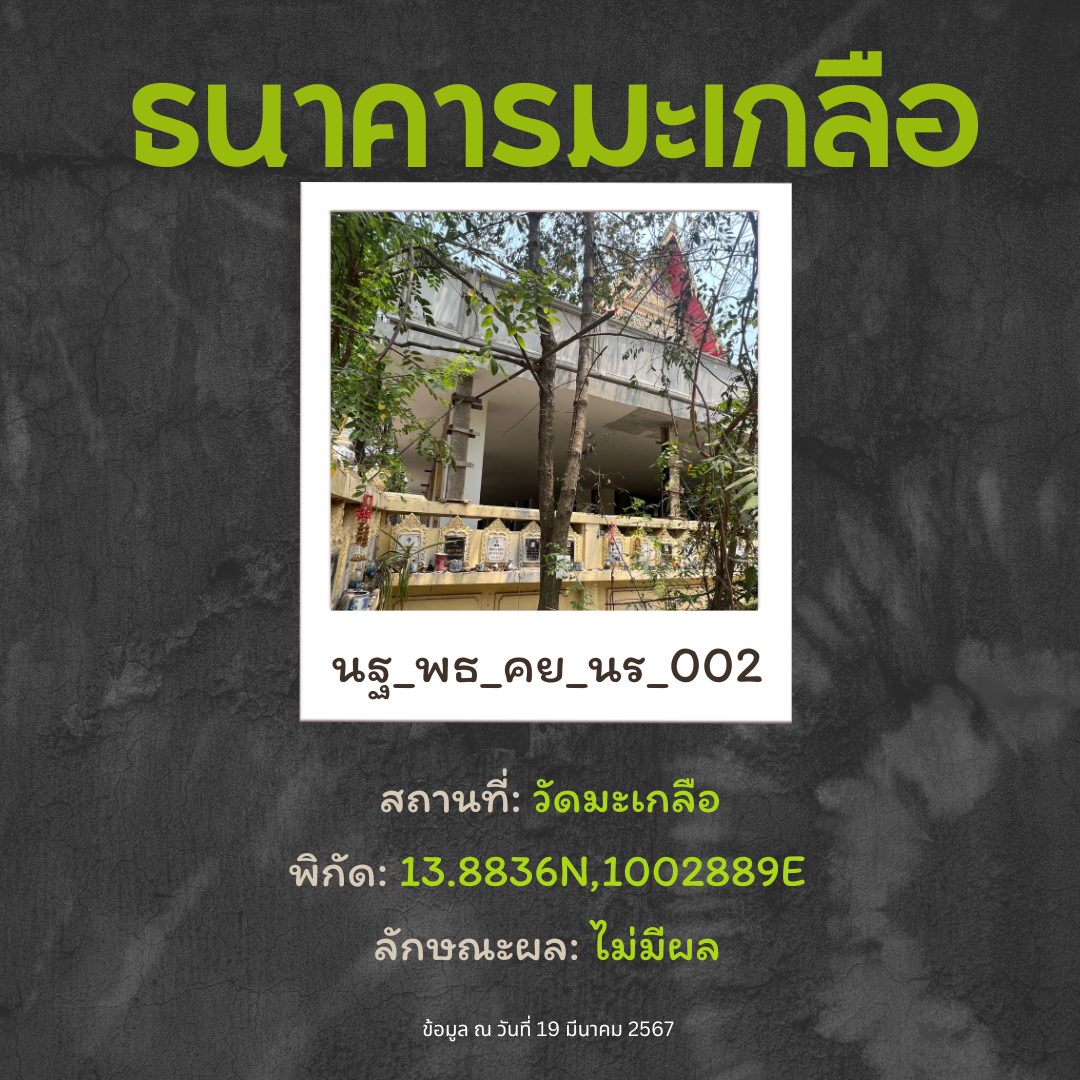 ธนาคารมะเกลือ
นฐ_พธ_คย_นร_002
สถานที่: วัดมะเกลือ
พิกัด: 13.8836N,1002889E
ลักษณะผล: ไม่มีผล
ข้อมูล ณ วันที่ 19 มีนาคม 2567